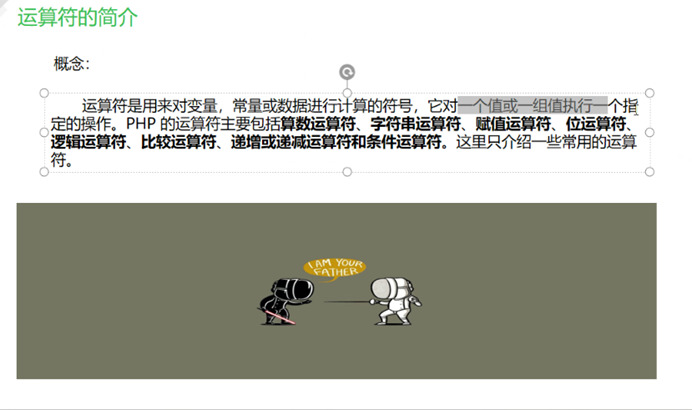 运算符的简介
概念：
运算符是用来对变量，常量或数据进行计算的符号，它对一个值或一组值执行一个指
定的操作。PHP 的运算符主要包括算数运算符、字符串运算符、赋值运算符、位运算符、
逻辑运算符、比较运算符、递增或递减运算符和条件运算符。这里只介绍一些常用的运算
符。
I AM YOUR
FATHER